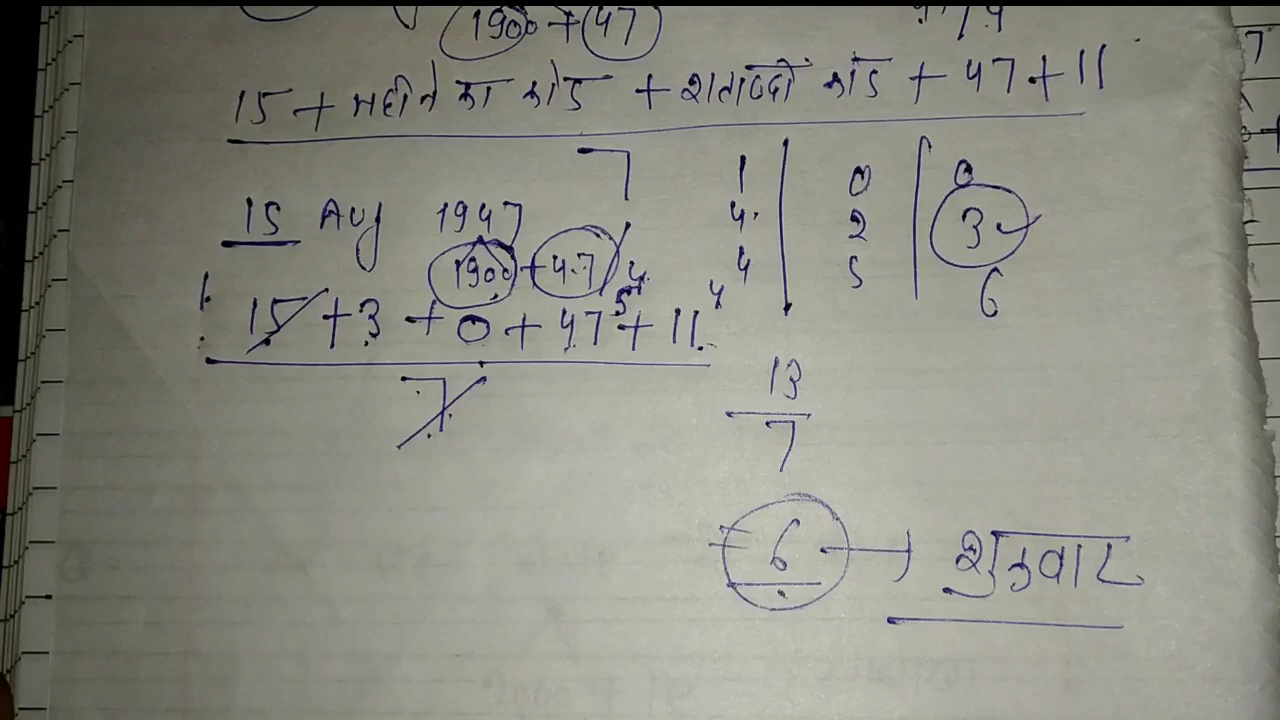 1900 + 47
15 + महीने का कोड + शताब्दी कोड + 47 + 11
7
15 Aug 1947
1900 + 47
1 0 0
4 2 3
4 5 6
15 + 3 + 0 + 47 + 11
7
13
7
= 6 → शुक्रवार